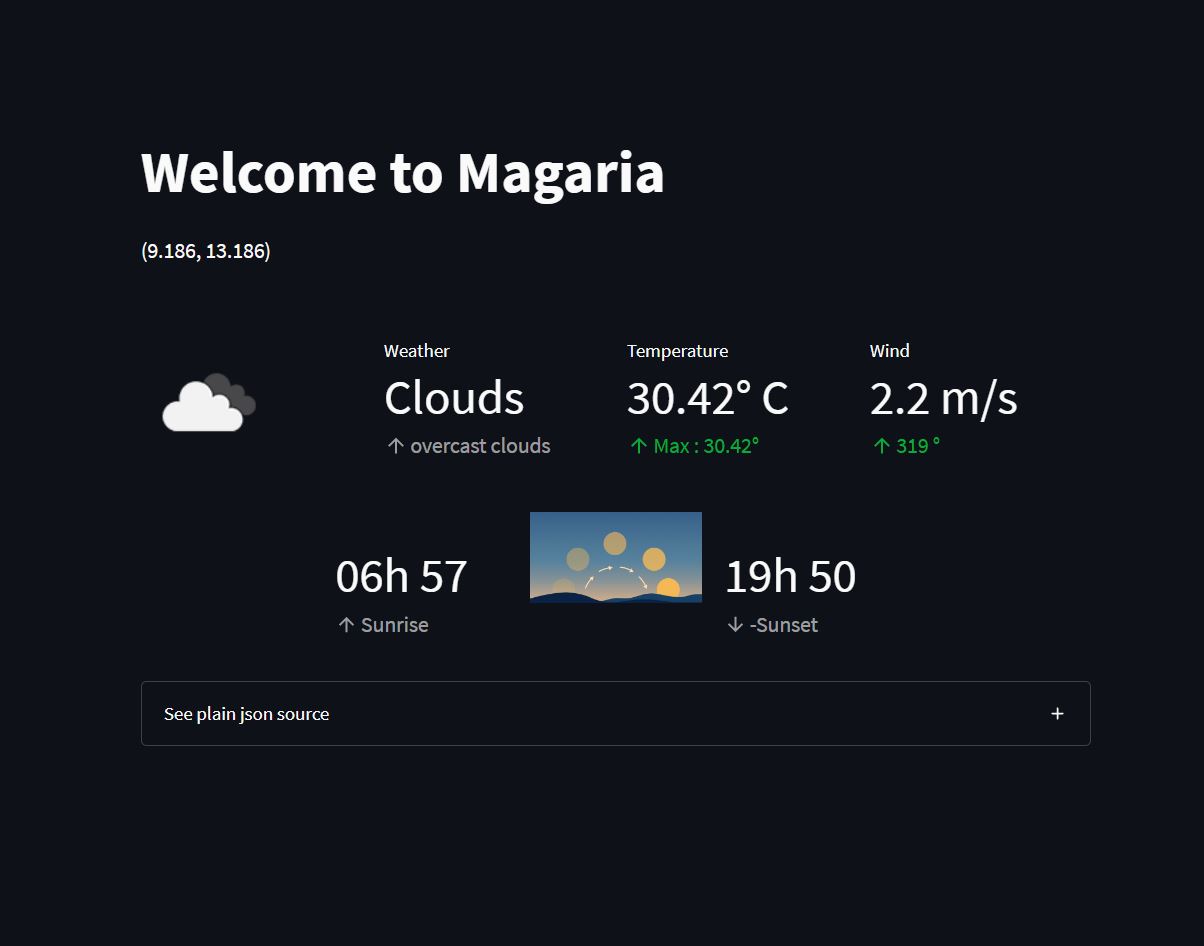 Welcome to Magaria
(9.186, 13.186)
Weather
Clouds
↑ overcast clouds
Temperature
30.42° C
↑ Max : 30.42°
Wind
2.2 m/s
↑ 319 °
06h 57
↑ Sunrise
19h 50
↓ -Sunset
See plain json source